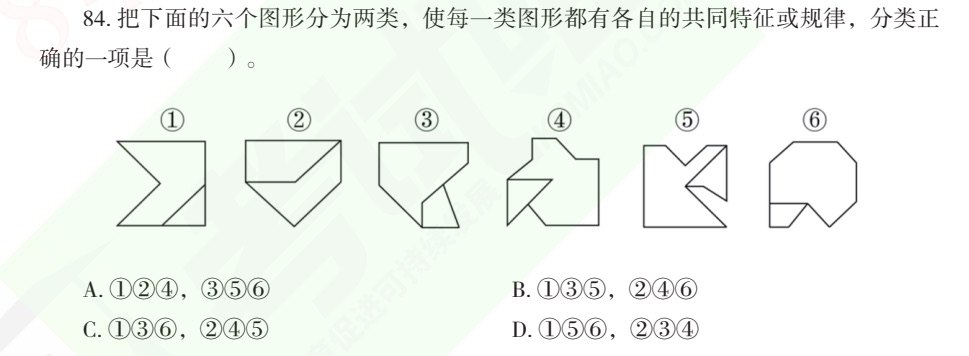 84. 把下面的六个图形分为两类，使每一类图形都有各自的共同特征或规律，分类正
确的一项是（　　）。
① ② ③ ④ ⑤ ⑥
A. ①②④，③⑤⑥ B. ①③⑤，②④⑥
C. ①③⑥，②④⑤ D. ①⑤⑥，②③④